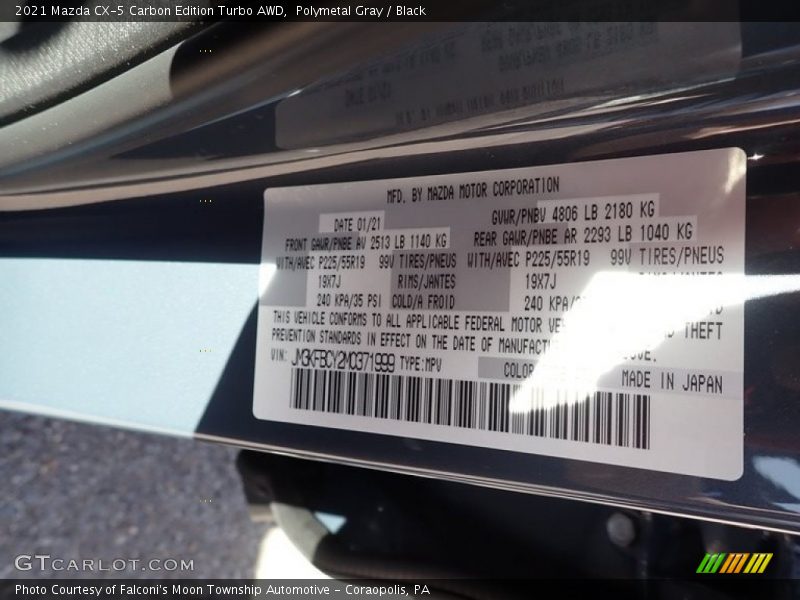 2021 Mazda CX-5 Carbon Edition Turbo AWD, Polymetal Gray / Black
MFD. BY MAZDA MOTOR CORPORATION
DATE 01/21 GVWR/PNBV 4806 LB 2180 KG
FRONT GAWR/PNBE AV 2513 LB 1140 KG REAR GAWR/PNBE AR 2293 LB 1040 KG
WITH/AVEC P225/55R19 99V TIRES/PNEUS WITH/AVEC P225/55R19 99V TIRES/PNEUS
19X7J RIMS/JANTES 19X7J RIMS/JANTES
240 KPA/35 PSI COLD/A FROID 240 KPA/
THIS VEHICLE CONFORMS TO ALL APPLICABLE FEDERAL MOTOR THEFT
PREVENTION STANDARDS IN EFFECT ON THE DATE OF
VIN: JM3KFBCY2M0371999 TYPE:MPV
MADE IN JAPAN
GTCARLOT.COM
Photo Courtesy of Falconi's Moon Township Automotive - Coraopolis, PA